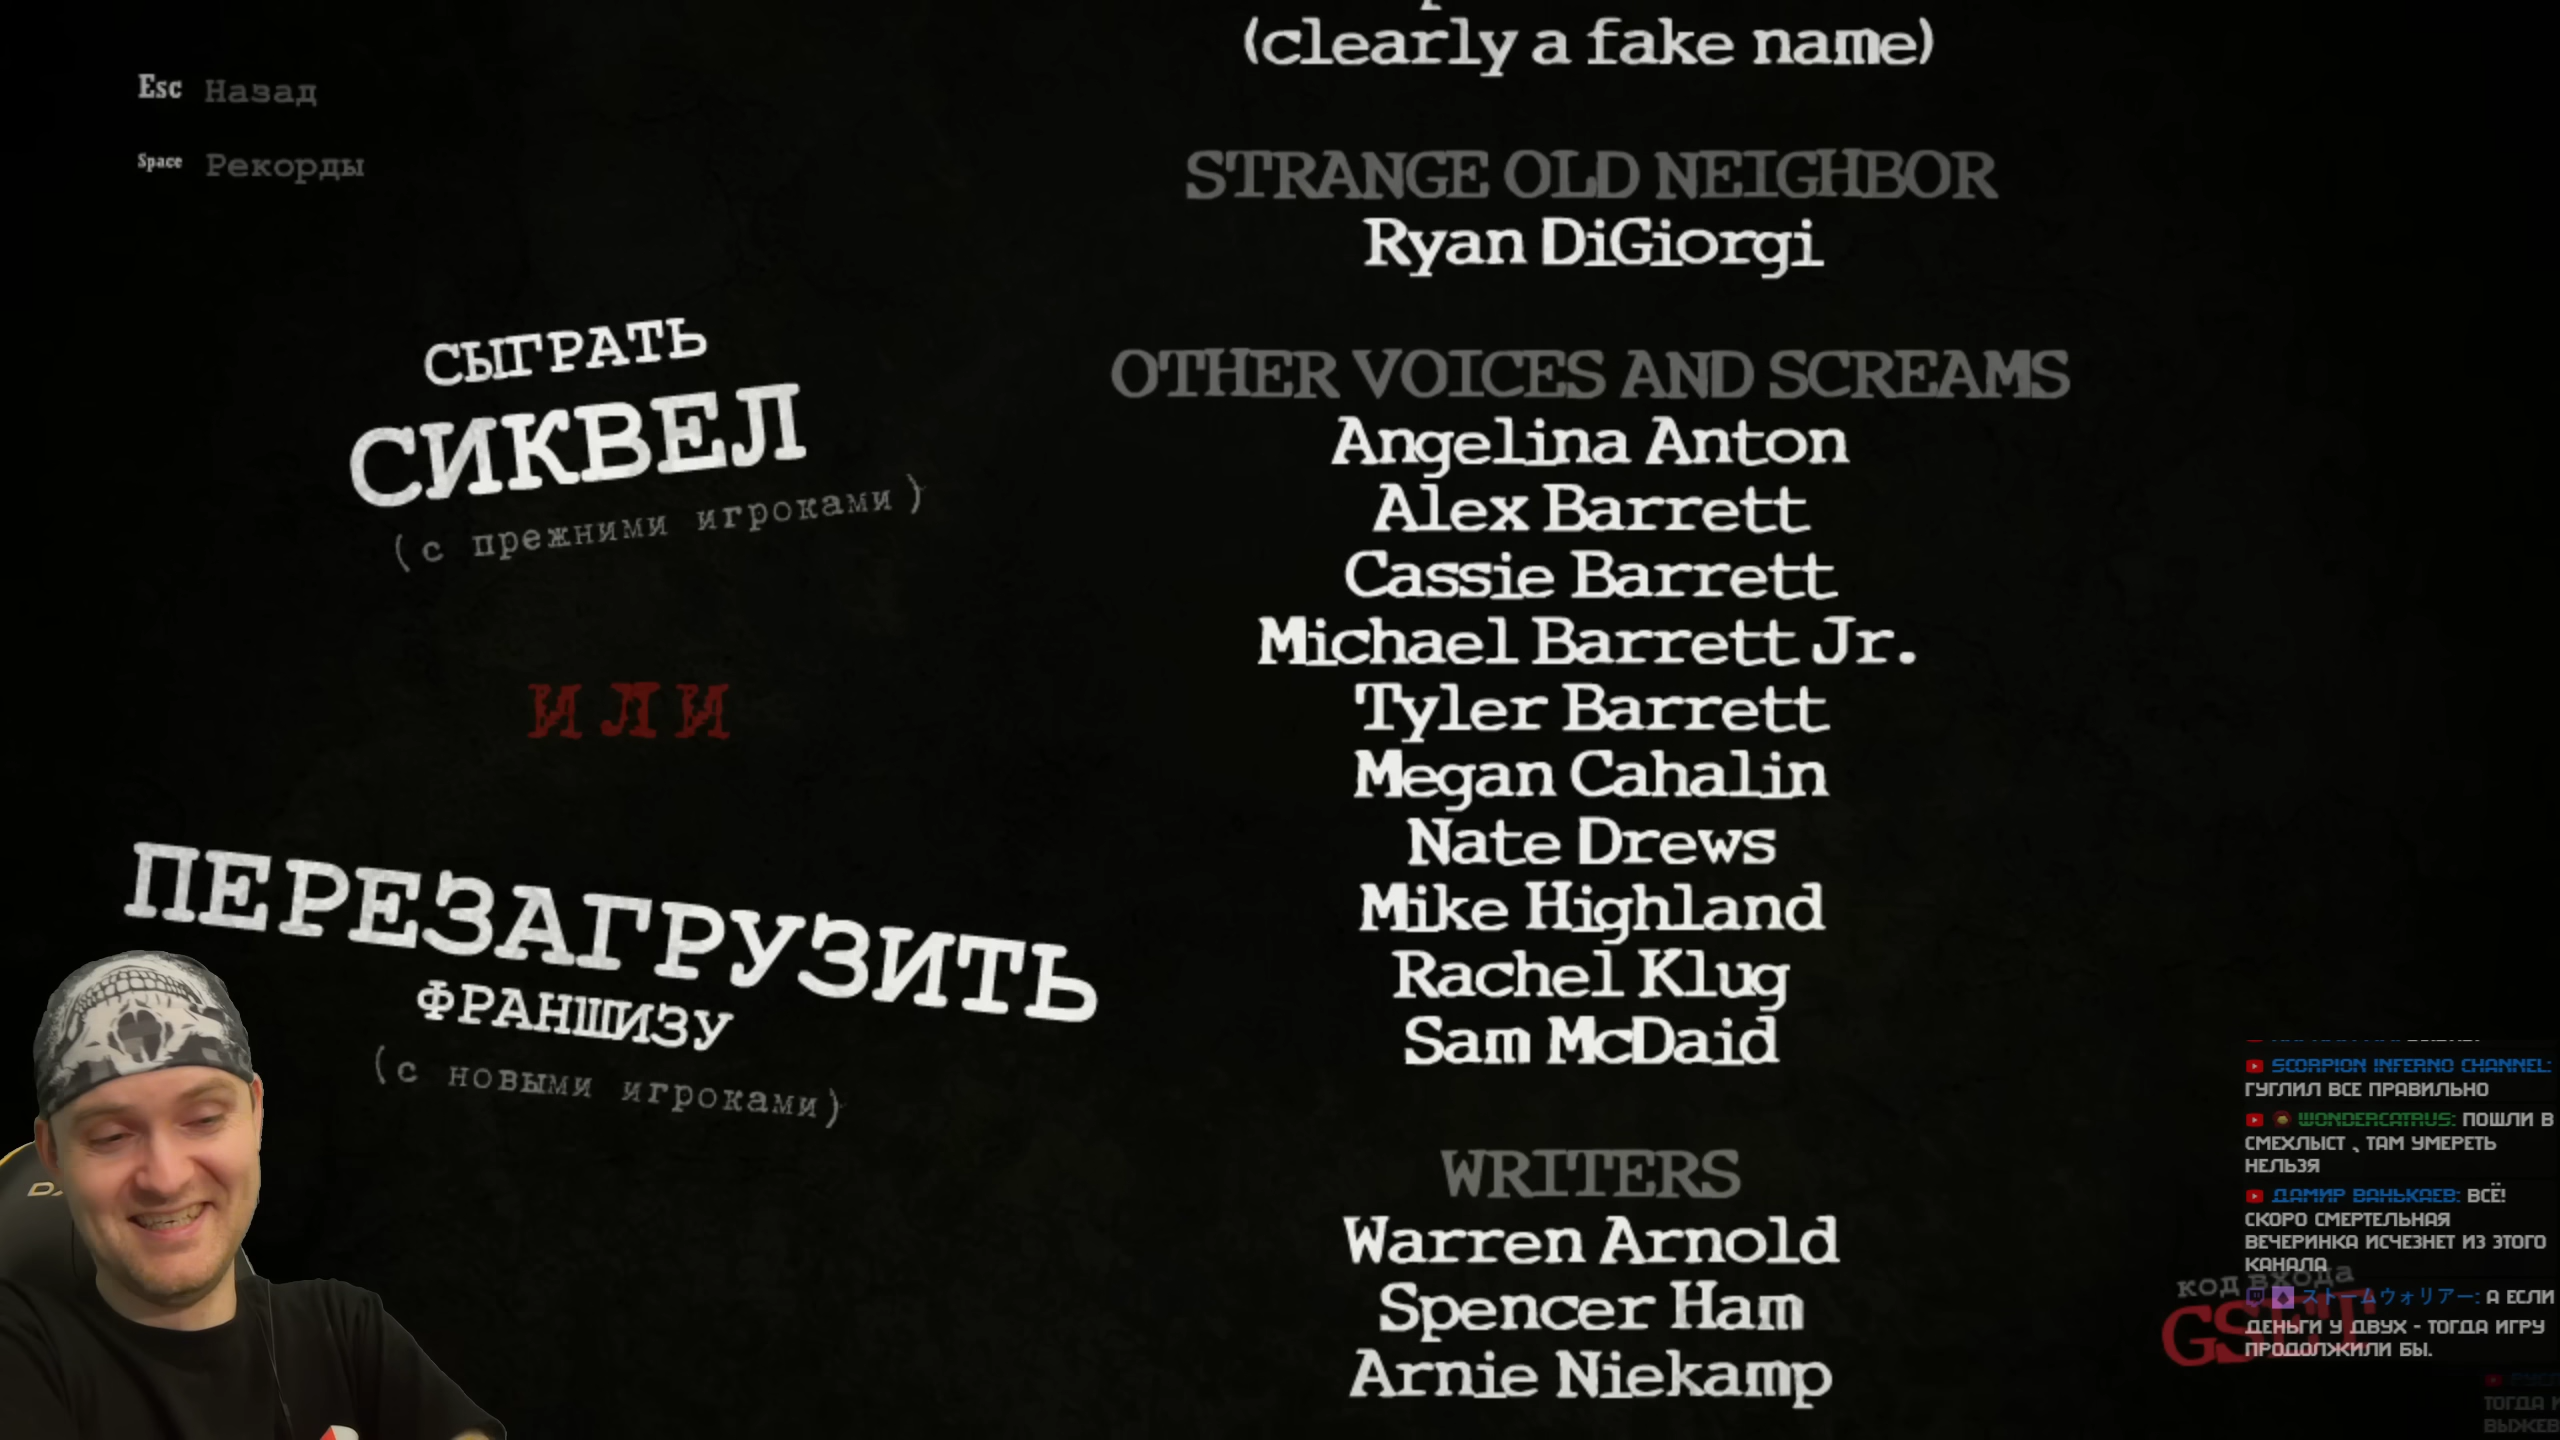 Esc Назад
Space Рекорды
СЫГРАТЬ
СИКВЕЛ
(с прежними игроками)
ИЛИ
ПЕРЕЗАГРУЗИТЬ
ФРАНШИЗУ
(с новыми игроками)
(clearly a fake name)
STRANGE OLD NEIGHBOR
Ryan DiGiorgi
OTHER VOICES AND SCREAMS
Angelina Anton
Alex Barrett
Cassie Barrett
Michael Barrett Jr.
Tyler Barrett
Megan Cahalin
Nate Drews
Mike Highland
Rachel Klug
Sam McDaid
WRITERS
Warren Arnold
Spencer Ham
Arnie Niekamp
SCORPION INFERNO CHANNEL:
ГУГЛИЛ ВСЕ ПРАВИЛЬНО
WONDERCATRUS: ПОШЛИ В
СМЕХЛЫСТ , ТАМ УМЕРЕТЬ
НЕЛЬЗЯ
ДАМИР ВАНЬКАЕВ: ВСЁ!
СКОРО СМЕРТЕЛЬНАЯ
ВЕЧЕРИНКА ИСЧЕЗНЕТ ИЗ ЭТОГО
КАНАЛА
код входа
ストームウォリアー: А ЕСЛИ
ДЕНЬГИ У ДВУХ - ТОГДА ИГРУ
ПРОДОЛЖИЛИ БЫ.
ТОГДА